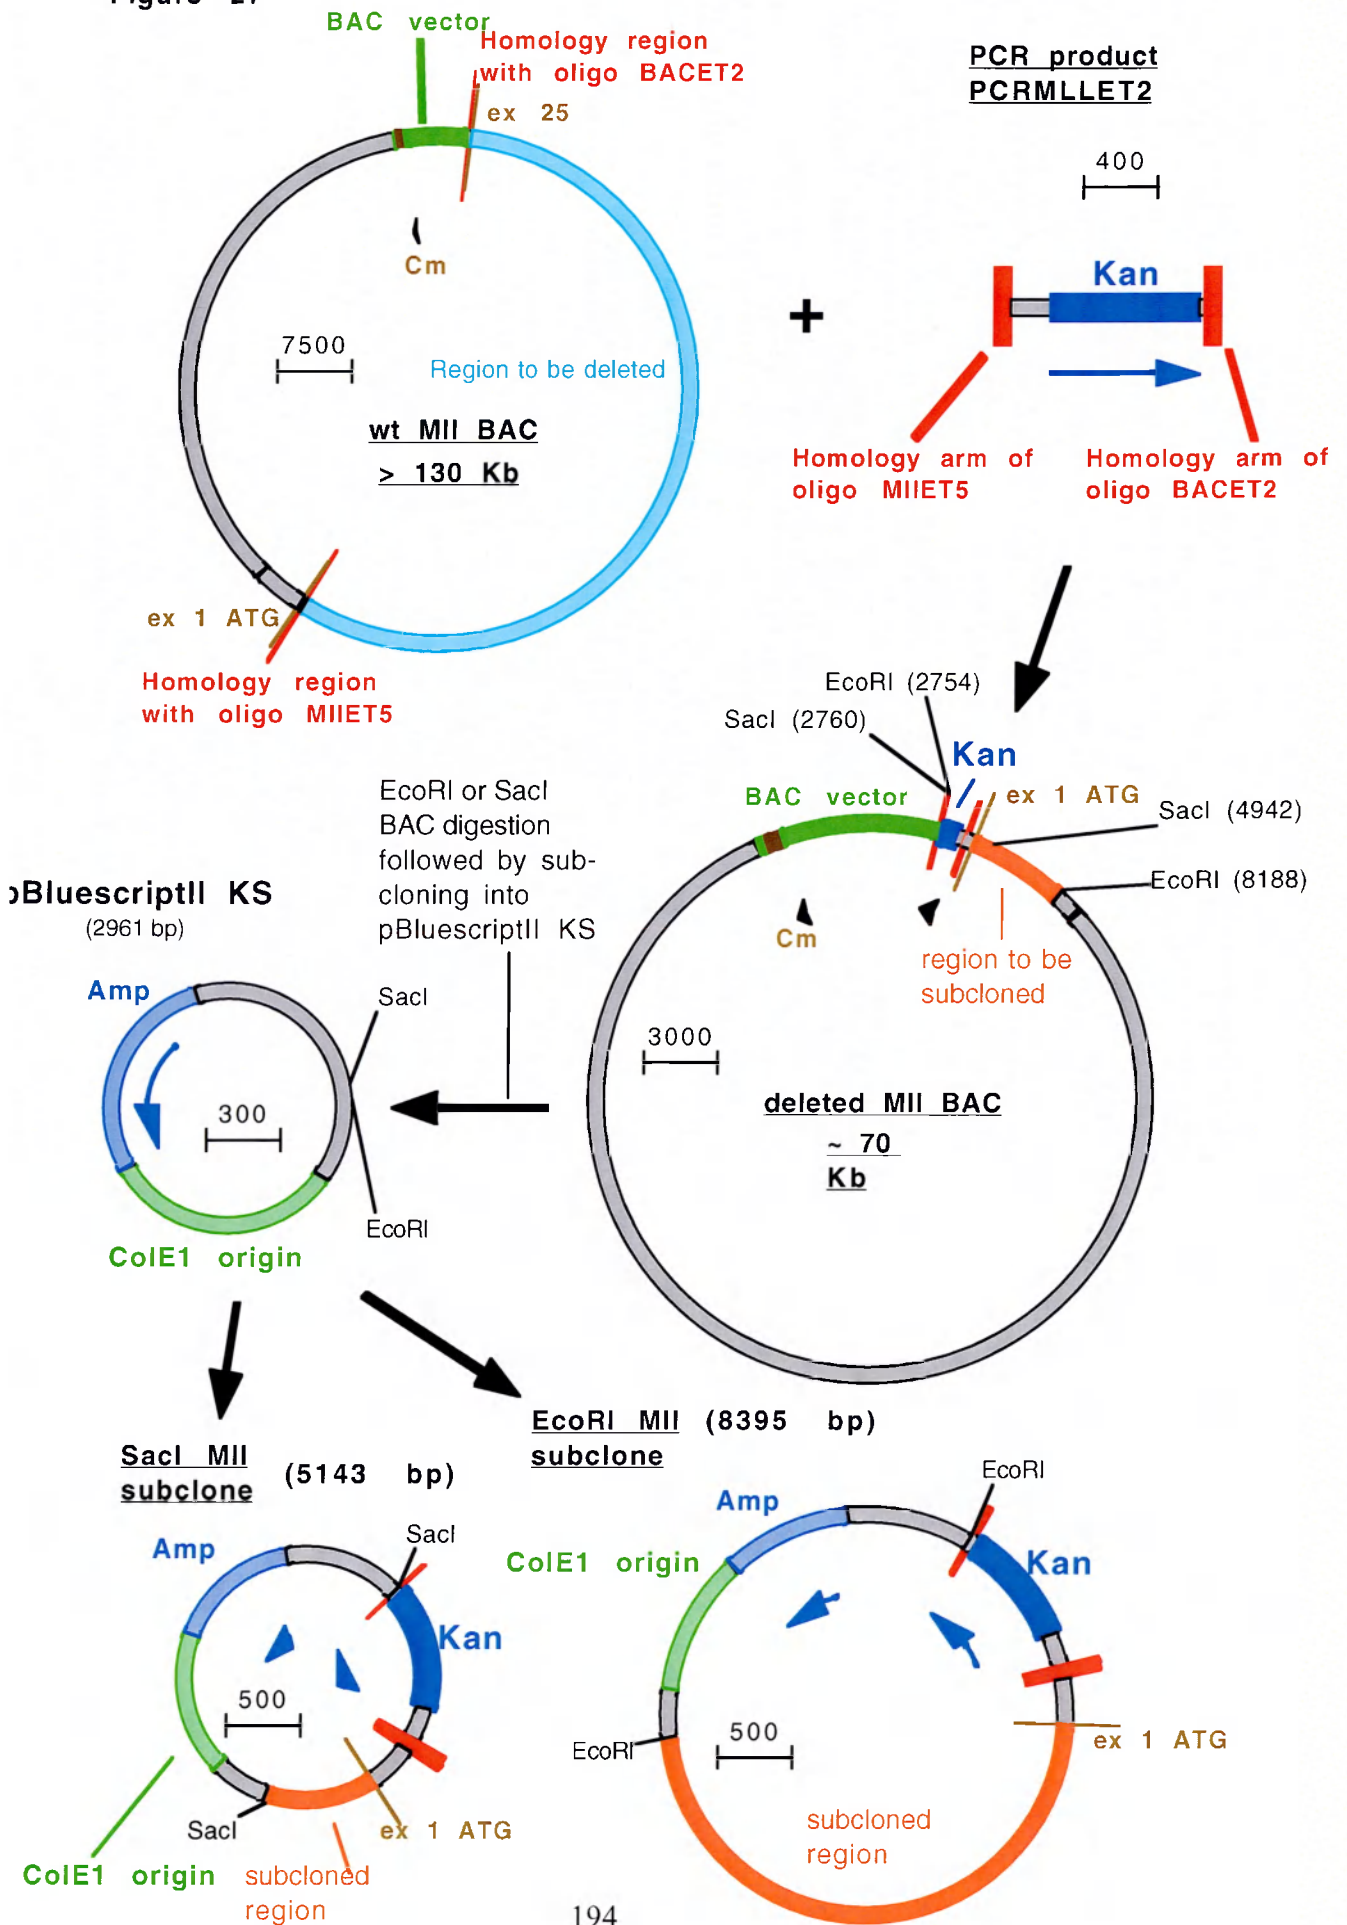 BAC vector
Homology region
with oligo BACET2
ex 25
PCR product
PCRMLLET2
400
Cm
Kan
+
7500
Region to be deleted
wt Mll BAC
> 130 Kb
Homology arm of
oligo MllET5
Homology arm of
oligo BACET2
ex 1 ATG
Homology region
with oligo MllET5
EcoRI (2754)
SacI (2760)
Kan
BAC vector
ex 1 ATG
SacI (4942)
EcoRI (8188)
EcoRI or SacI
BAC digestion
followed by sub-
cloning into
pBluescriptII KS
pBluescriptII KS
(2961 bp)
Amp
SacI
Cm
region to be
subcloned
3000
300
deleted Mll BAC
~ 70
Kb
EcoRI
ColE1 origin
EcoRI Mll (8395 bp)
subclone
SacI Mll
subclone
(5143 bp)
EcoRI
Amp
SacI
Amp
ColE1 origin
Kan
Kan
500
500
EcoRI
ex 1 ATG
SacI
ex 1 ATG
subcloned
region
ColE1 origin
subcloned
region
194